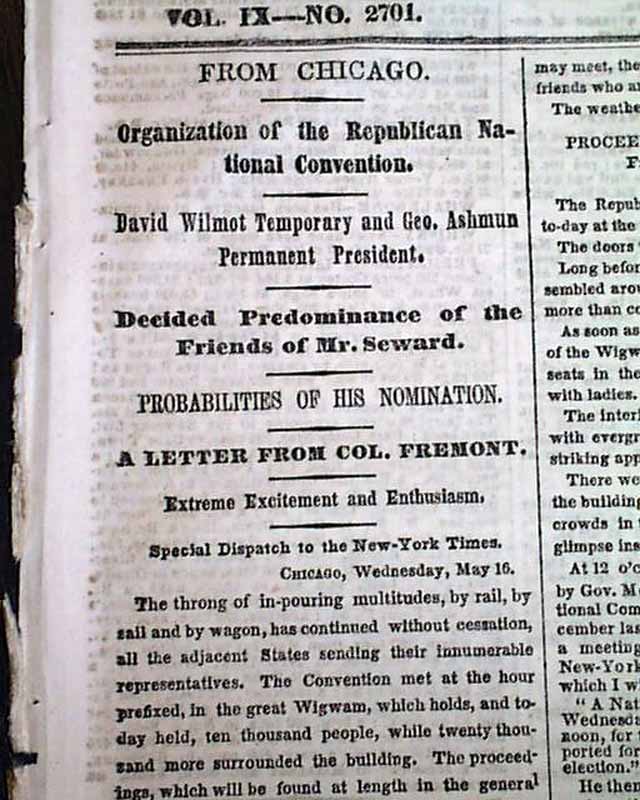 VOL. IX—NO. 2701.
FROM CHICAGO.
Organization of the Republican Na-
tional Convention.
David Wilmot Temporary and Geo. Ashmun
Permanent President.
Decided Predominance of the
Friends of Mr. Seward.
PROBABILITIES OF HIS NOMINATION.
A LETTER FROM COL. FREMONT.
Extreme Excitement and Enthusiasm.
Special Dispatch to the New-York Times.
CHICAGO, Wednesday, May 16.
The throng of in-pouring multitudes, by rail, by
sail and by wagon, has continued without cessation,
all the adjacent States sending their innumerable
representatives. The Convention met at the hour
prefixed, in the great Wigwam, which holds, and to-
day held, ten thousand people, while twenty thou-
sand more surrounded the building. The proceed-
ings, which will be found at length in the general
may meet, the
friends who
The weathe
PROCEE
The Repub
to-day at the
The doors
Long befor
sembled arou
more than co
As soon as
of the Wigw
seats in the
with ladies.
The interi
with evergr
striking app
There we
the building
crowds in
glimpse ins
At 12 o'c
by Gov. M
tional Com
cember las
a meeting
New-York
which I w
"A Nat
Wednesda
noon, for
ported for
election."
He then